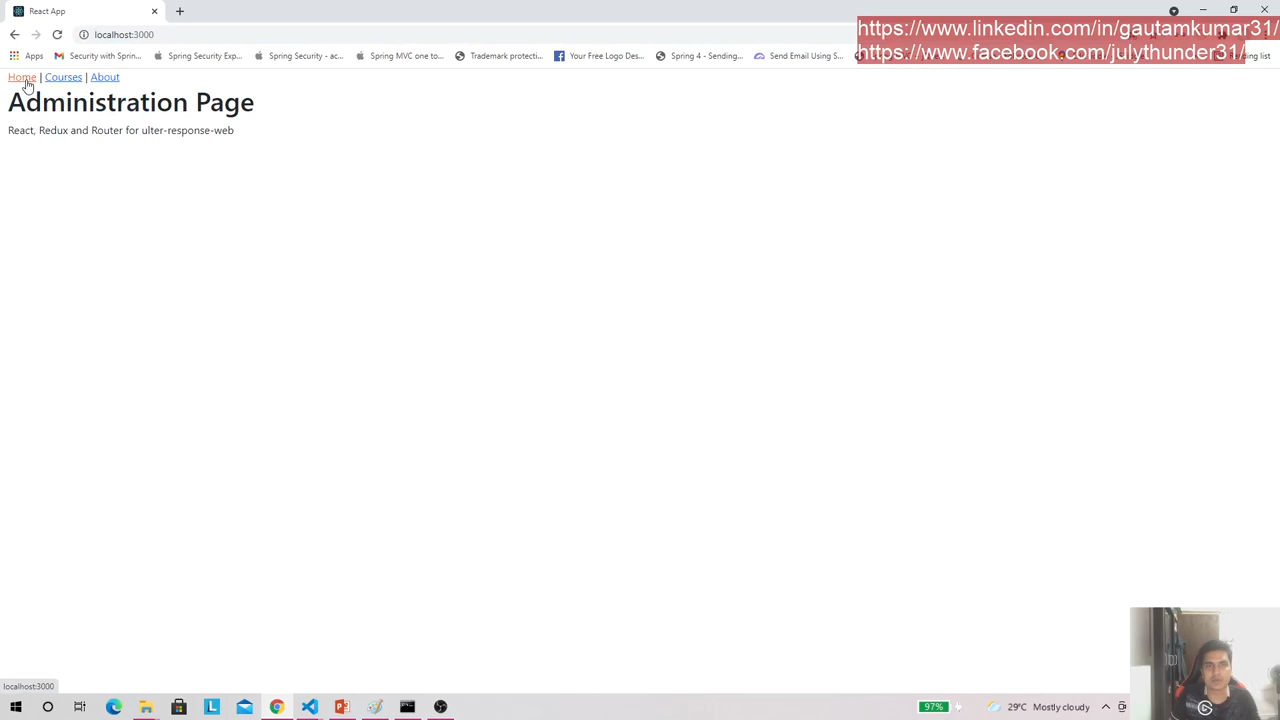 React App
localhost:3000
https://www.linkedin.com/in/gautamkumar31/
https://www.facebook.com/julythunder31/
Apps
Security with Sprin...
Spring Security Exp...
Spring Security - ac...
Spring MVC one to...
Trademark protecti...
Your Free Logo Des...
Spring 4 - Sending...
Send Email Using S...
list
Home | Courses | About
Administration Page
React, Redux and Router for ulter-response-web
localhost:3000
97%
29°C Mostly cloudy